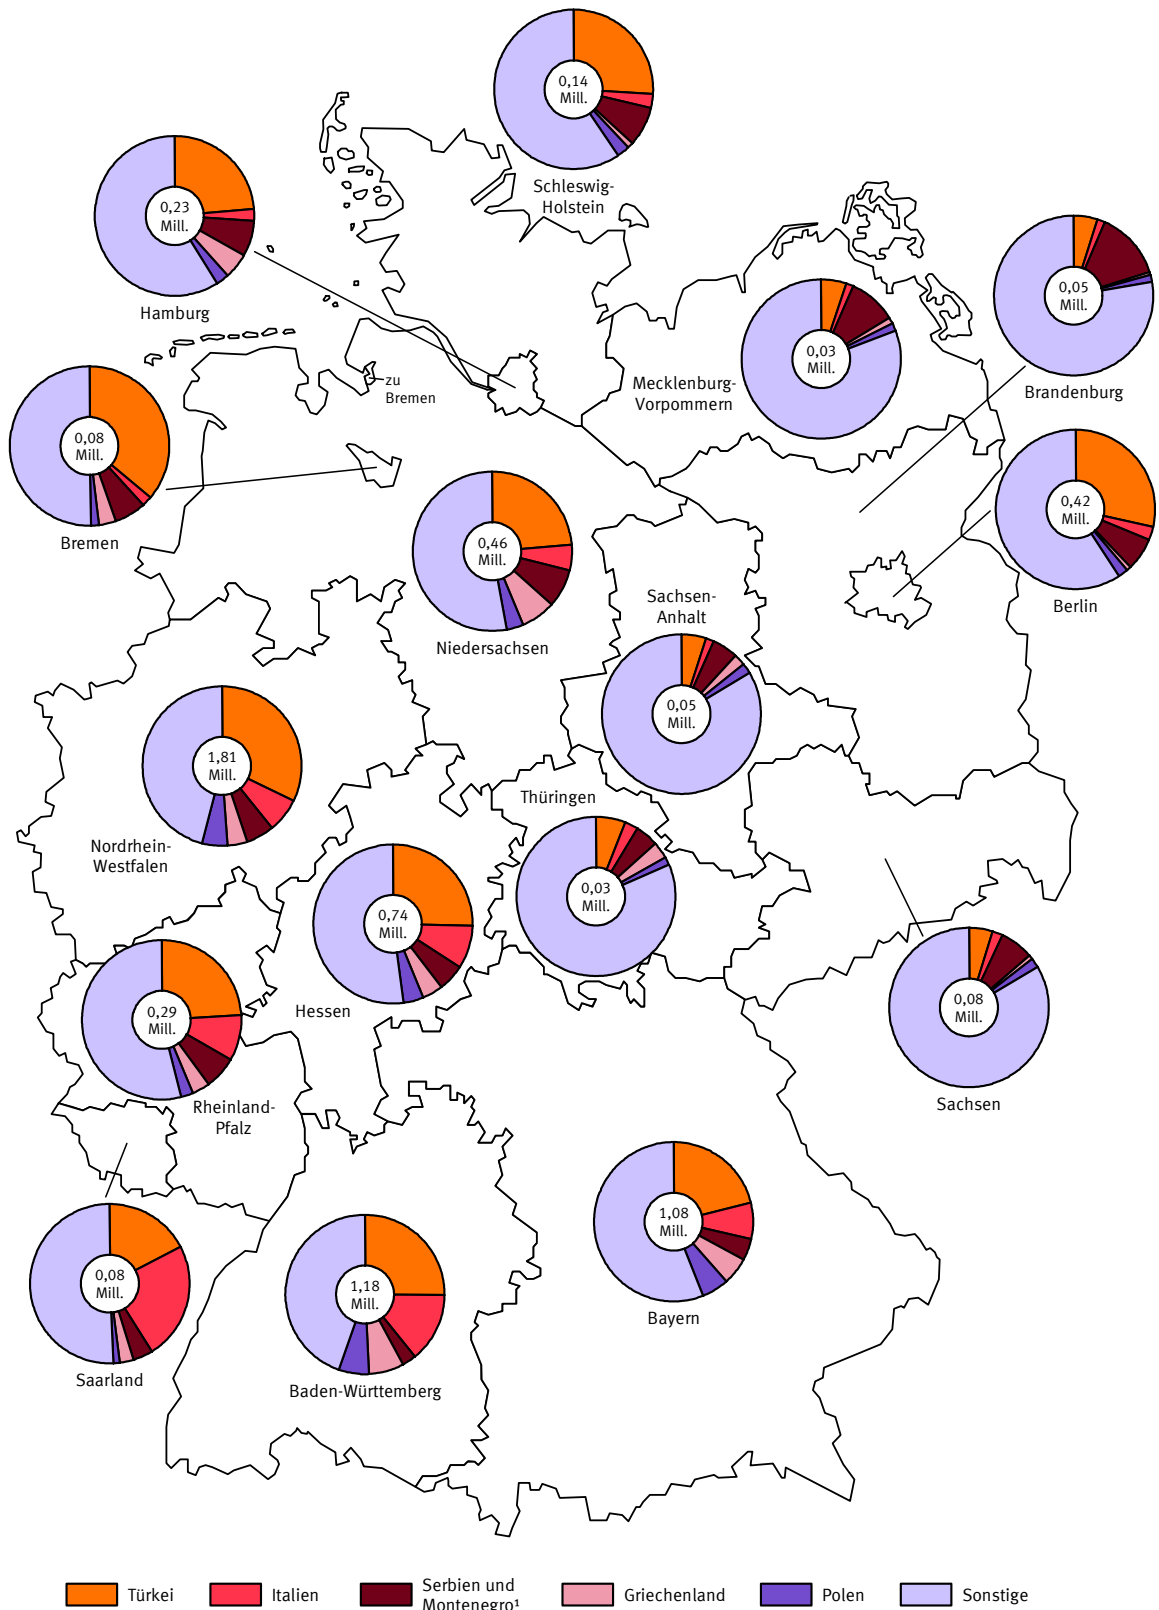 0,14
Mill.
Schleswig-
Holstein
0,23
Mill.
Hamburg
0,05
Mill.
Brandenburg
0,03
Mill.
Mecklenburg-
Vorpommern
zu
Bremen
0,08
Mill.
Bremen
0,42
Mill.
Berlin
0,46
Mill.
Niedersachsen
Sachsen-
Anhalt
0,05
Mill.
1,81
Mill.
Nordrhein-
Westfalen
Thüringen
0,03
Mill.
0,74
Mill.
Hessen
0,29
Mill.
Rheinland-
Pfalz
0,08
Mill.
Sachsen
0,08
Mill.
Saarland
1,18
Mill.
Baden-Württemberg
1,08
Mill.
Bayern
Türkei
Italien
Serbien und
Montenegro¹
Griechenland
Polen
Sonstige